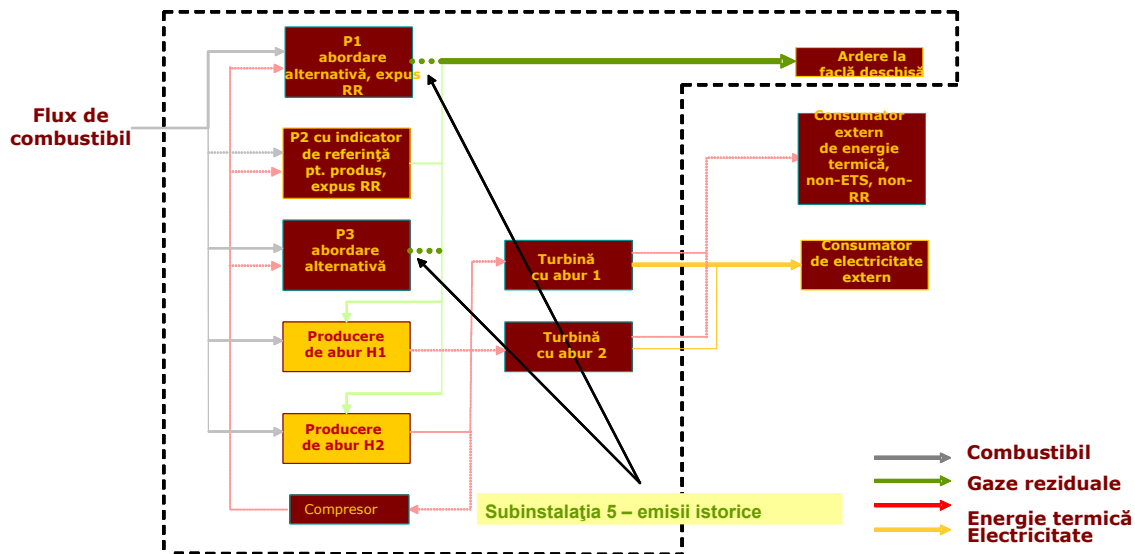 P1
abordare
alternativă, expus
RR
Ardere la
faclă deschisă
Flux de
combustibil
P2 cu indicator
de referinţă
pt. produs,
expus RR
Consumator
extern
de energie
termică,
non-ETS, non-
RR
P3
abordare
alternativă
Turbină
cu abur 1
Consumator
de electricitate
extern
Producere
de abur H1
Turbină
cu abur 2
Producere
de abur H2
Compresor
Subinstalaţia 5 – emisii istorice
Combustibil
Gaze reziduale
Energie termică
Electricitate